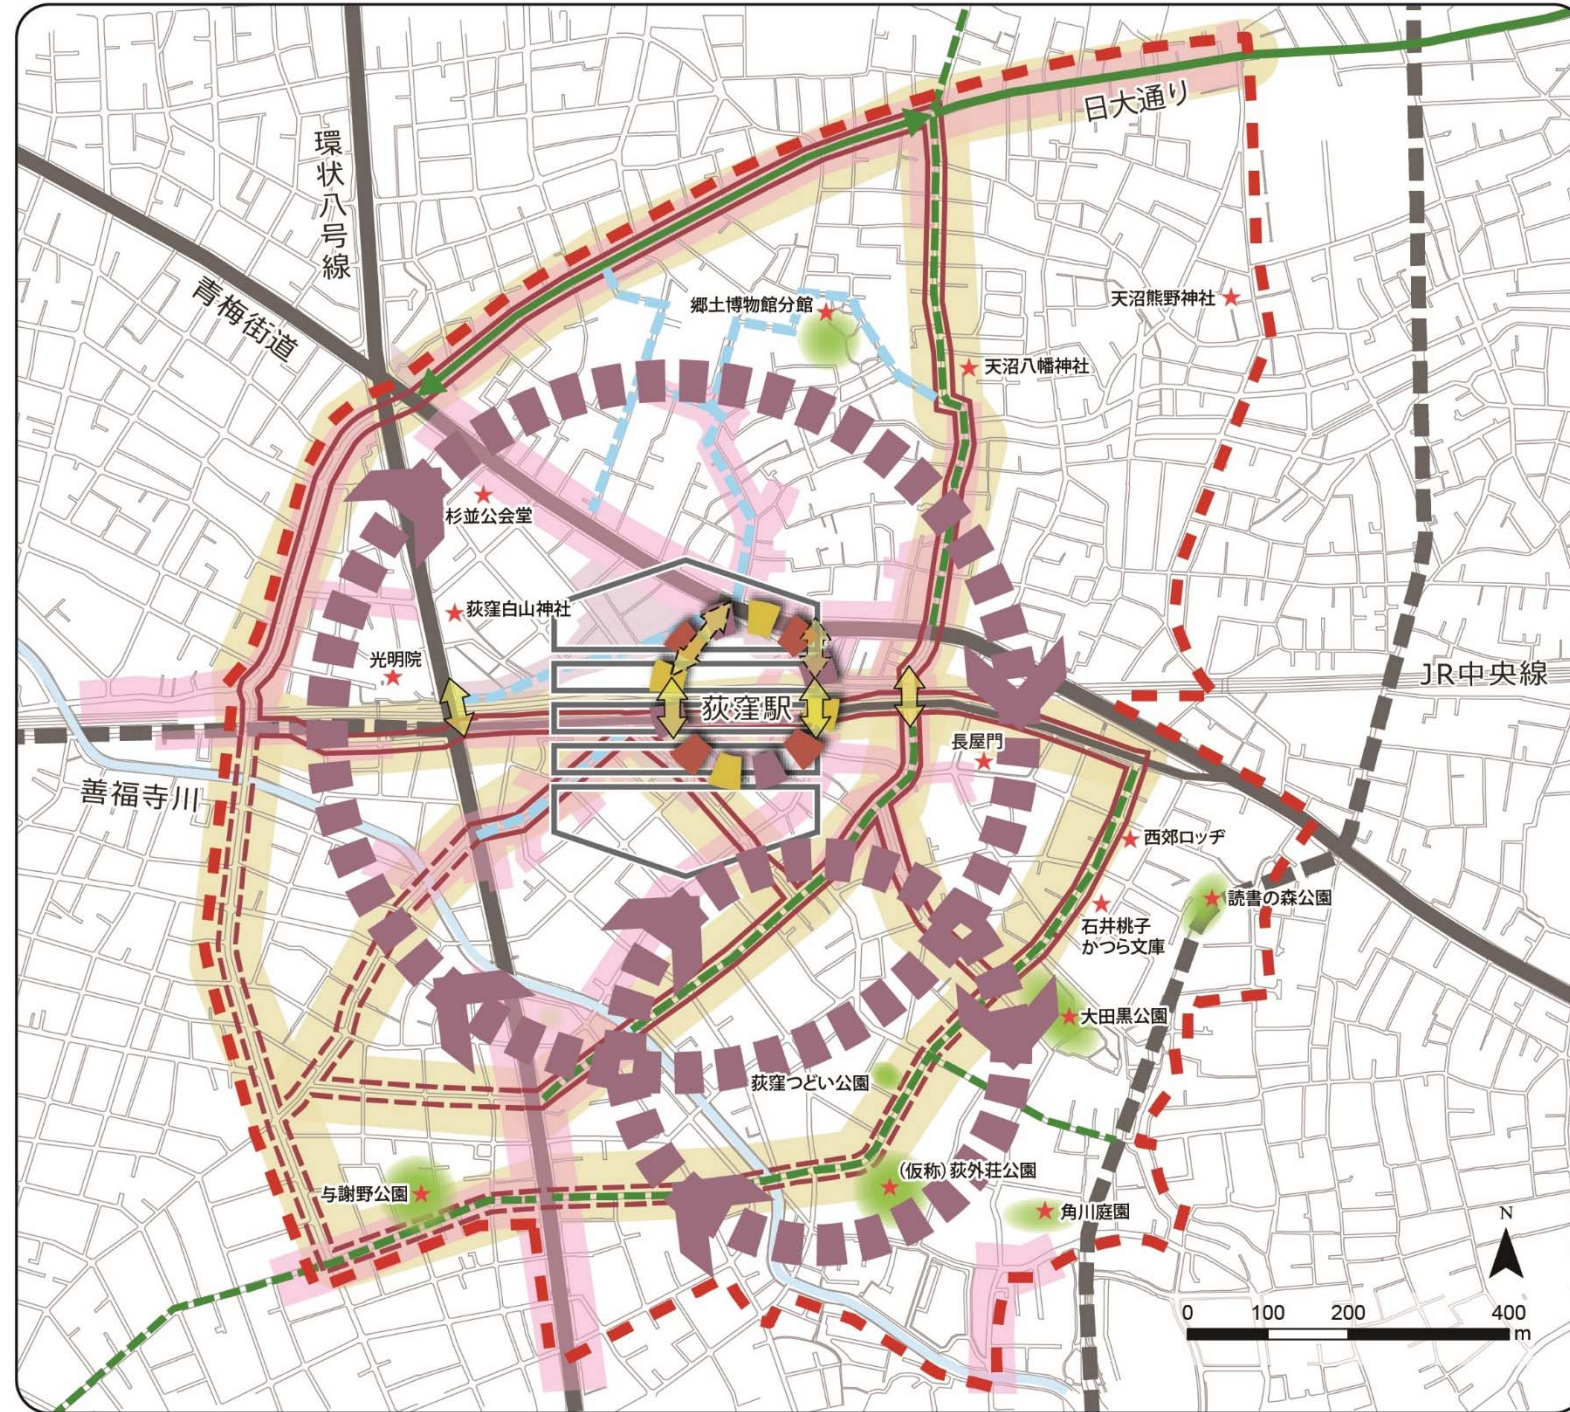 日大通り
環状八号線
青梅街道
郷土博物館分館
天沼熊野神社
天沼八幡神社
杉並公会堂
荻窪白山神社
光明院
JR中央線
荻窪駅
長屋門
善福寺川
西郊ロッヂ
読書の森公園
石井桃子
かつら文庫
大田黒公園
荻窪つどい公園
(仮称)荻外荘公園
与謝野公園
角川庭園
N
0 100 200 400
m